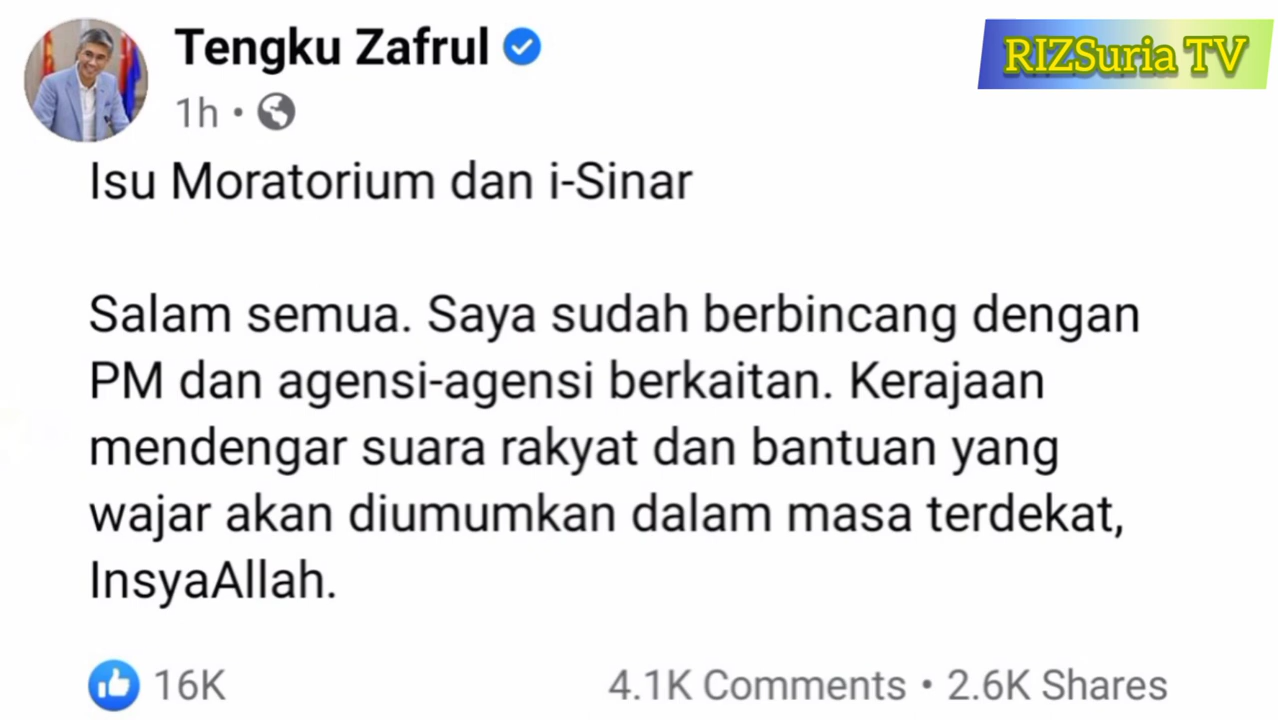 Tengku Zafrul
RIZSuria TV
1h •
Isu Moratorium dan i-Sinar
Salam semua. Saya sudah berbincang dengan
PM dan agensi-agensi berkaitan. Kerajaan
mendengar suara rakyat dan bantuan yang
wajar akan diumumkan dalam masa terdekat,
InsyaAllah.
16K 4.1K Comments • 2.6K Shares